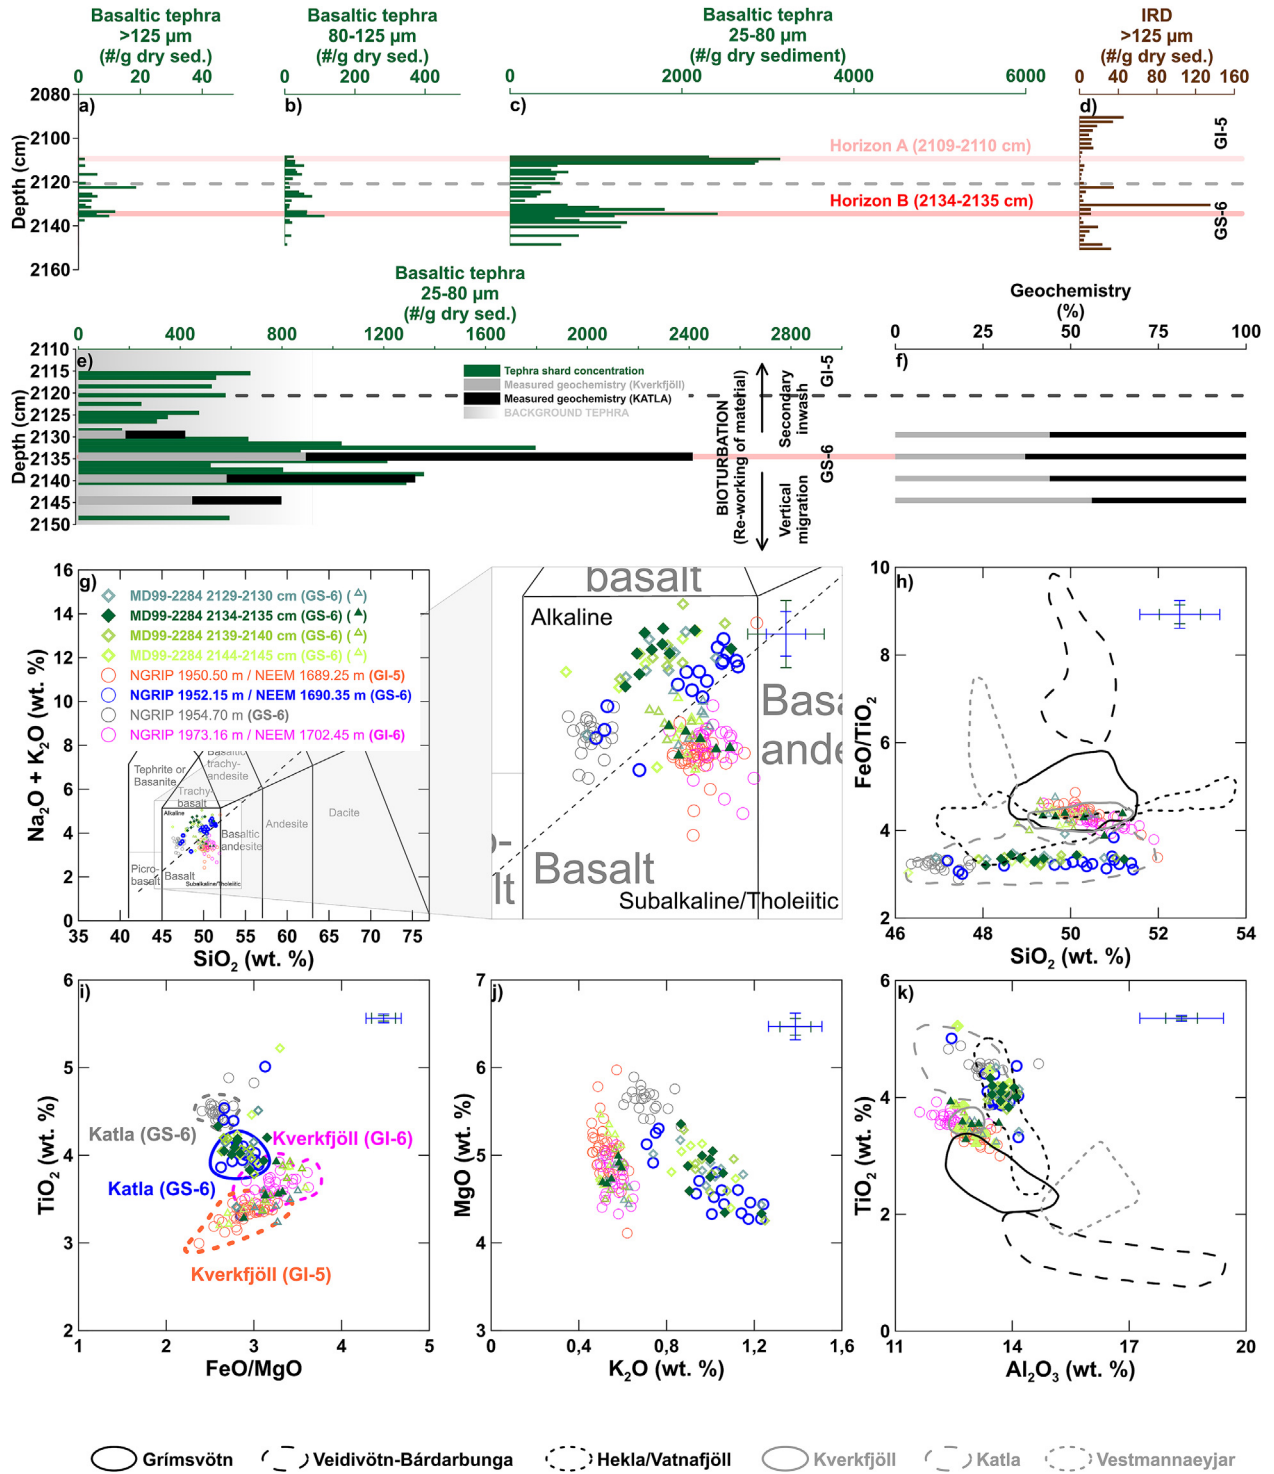 Basaltic tephra
>125 µm
(#/g dry sed.)
0 20 40
Basaltic tephra
80-125 µm
(#/g dry sed.)
0 200 400
Basaltic tephra
25-80 µm
(#/g dry sediment)
0 2000 4000 6000
IRD
>125 µm
(#/g dry sed.)
0 40 80 120 160
Depth (cm)
2080
2100
2120
2140
2160
a)
b)
c)
d)
Horizon A (2109-2110 cm)
Horizon B (2134-2135 cm)
GI-5
GS-6
Basaltic tephra
25-80 µm
(#/g dry sed.)
0 400 800 1200 1600 2000 2400 2800
Geochemistry
(%)
0 25 50 75 100
Depth (cm)
2110
2115
2120
2125
2130
2135
2140
2145
2150
e)
Tephra shard concentration
Measured geochemistry (Kverkfjöll)
Measured geochemistry (KATLA)
BACKGROUND TEPHRA
BIOTURBATION
(Re-working of material)
Secondary
inwash
Vertical
migration
GI-5
GS-6
f)
g)
Na₂O + K₂O (wt. %)
16
14
12
10
8
6
4
2
0
MD99-2284 2129-2130 cm (GS-6) (△)
MD99-2284 2134-2135 cm (GS-6) (▲)
MD99-2284 2139-2140 cm (GS-6) (△)
MD99-2284 2144-2145 cm (GS-6) (△)
NGRIP 1950.50 m / NEEM 1689.25 m (GI-5)
NGRIP 1952.15 m / NEEM 1690.35 m (GS-6)
NGRIP 1954.70 m (GS-6)
NGRIP 1973.16 m / NEEM 1702.45 m (GI-6)
Tephrite or
Basanite
Basaltic
trachy-
andesite
Trachy-
basalt
Alkaline
Basaltic
andesite
Andesite
Dacite
Picro-
basalt
Basalt
Subalkaline/Tholeiitic
35 40 45 50 55 60 65 70 75
SiO₂ (wt. %)
basalt
Alkaline
Basa
ande
o-
lt
Basalt
Subalkaline/Tholeiitic
h)
FeO/TiO₂
10
8
6
4
2
46 48 50 52 54
SiO₂ (wt. %)
i)
TiO₂ (wt. %)
6
5
4
3
2
Katla (GS-6)
Kverkfjöll (GI-6)
Katla (GS-6)
Kverkfjöll (GI-5)
1 2 3 4 5
FeO/MgO
j)
MgO (wt. %)
7
6
5
4
3
0 0,4 0,8 1,2 1,6
K₂O (wt. %)
k)
TiO₂ (wt. %)
6
4
2
0
11 14 17 20
Al₂O₃ (wt. %)
Grímsvötn
Veidivötn-Bárdarbunga
Hekla/Vatnafjöll
Kverkfjöll
Katla
Vestmannaeyjar